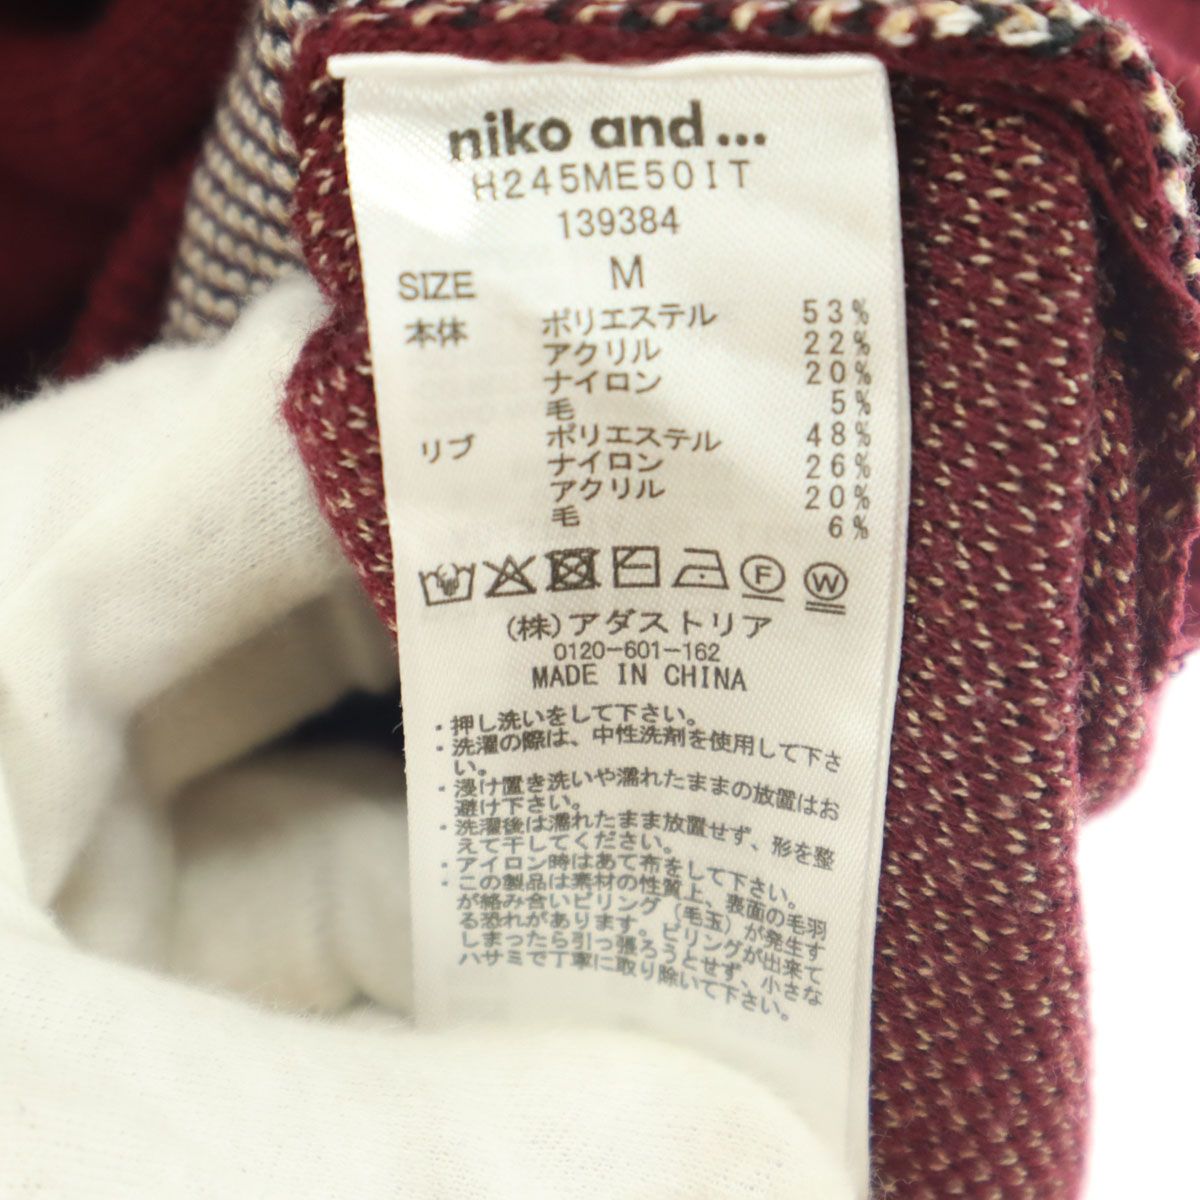 niko and...
H245ME50IT
139384
SIZE M
本体 ポリエステル 53%
アクリル 22%
ナイロン 20%
毛 5%
リブ ポリエステル 48%
ナイロン 26%
アクリル 20%
毛 6%
F W
(株)アダストリア
0120-601-162
MADE IN CHINA
・押し洗いをして下さい。
・洗濯の際は、中性洗剤を使用して下さ
い。
・浸け置き洗いや濡れたままの放置はお
避け下さい。
・洗濯後は濡れたまま放置せず、形を整
えて干してください。
・アイロン時はあて布をして下さい。
・この製品は素材の性質上、表面の毛羽
が絡み合いピリング(毛玉)が発生す
る恐れがあります。ピリングが出来て
しまったら引っ張ろうとせず、小さな
ハサミで丁寧に取り除いて下さい。